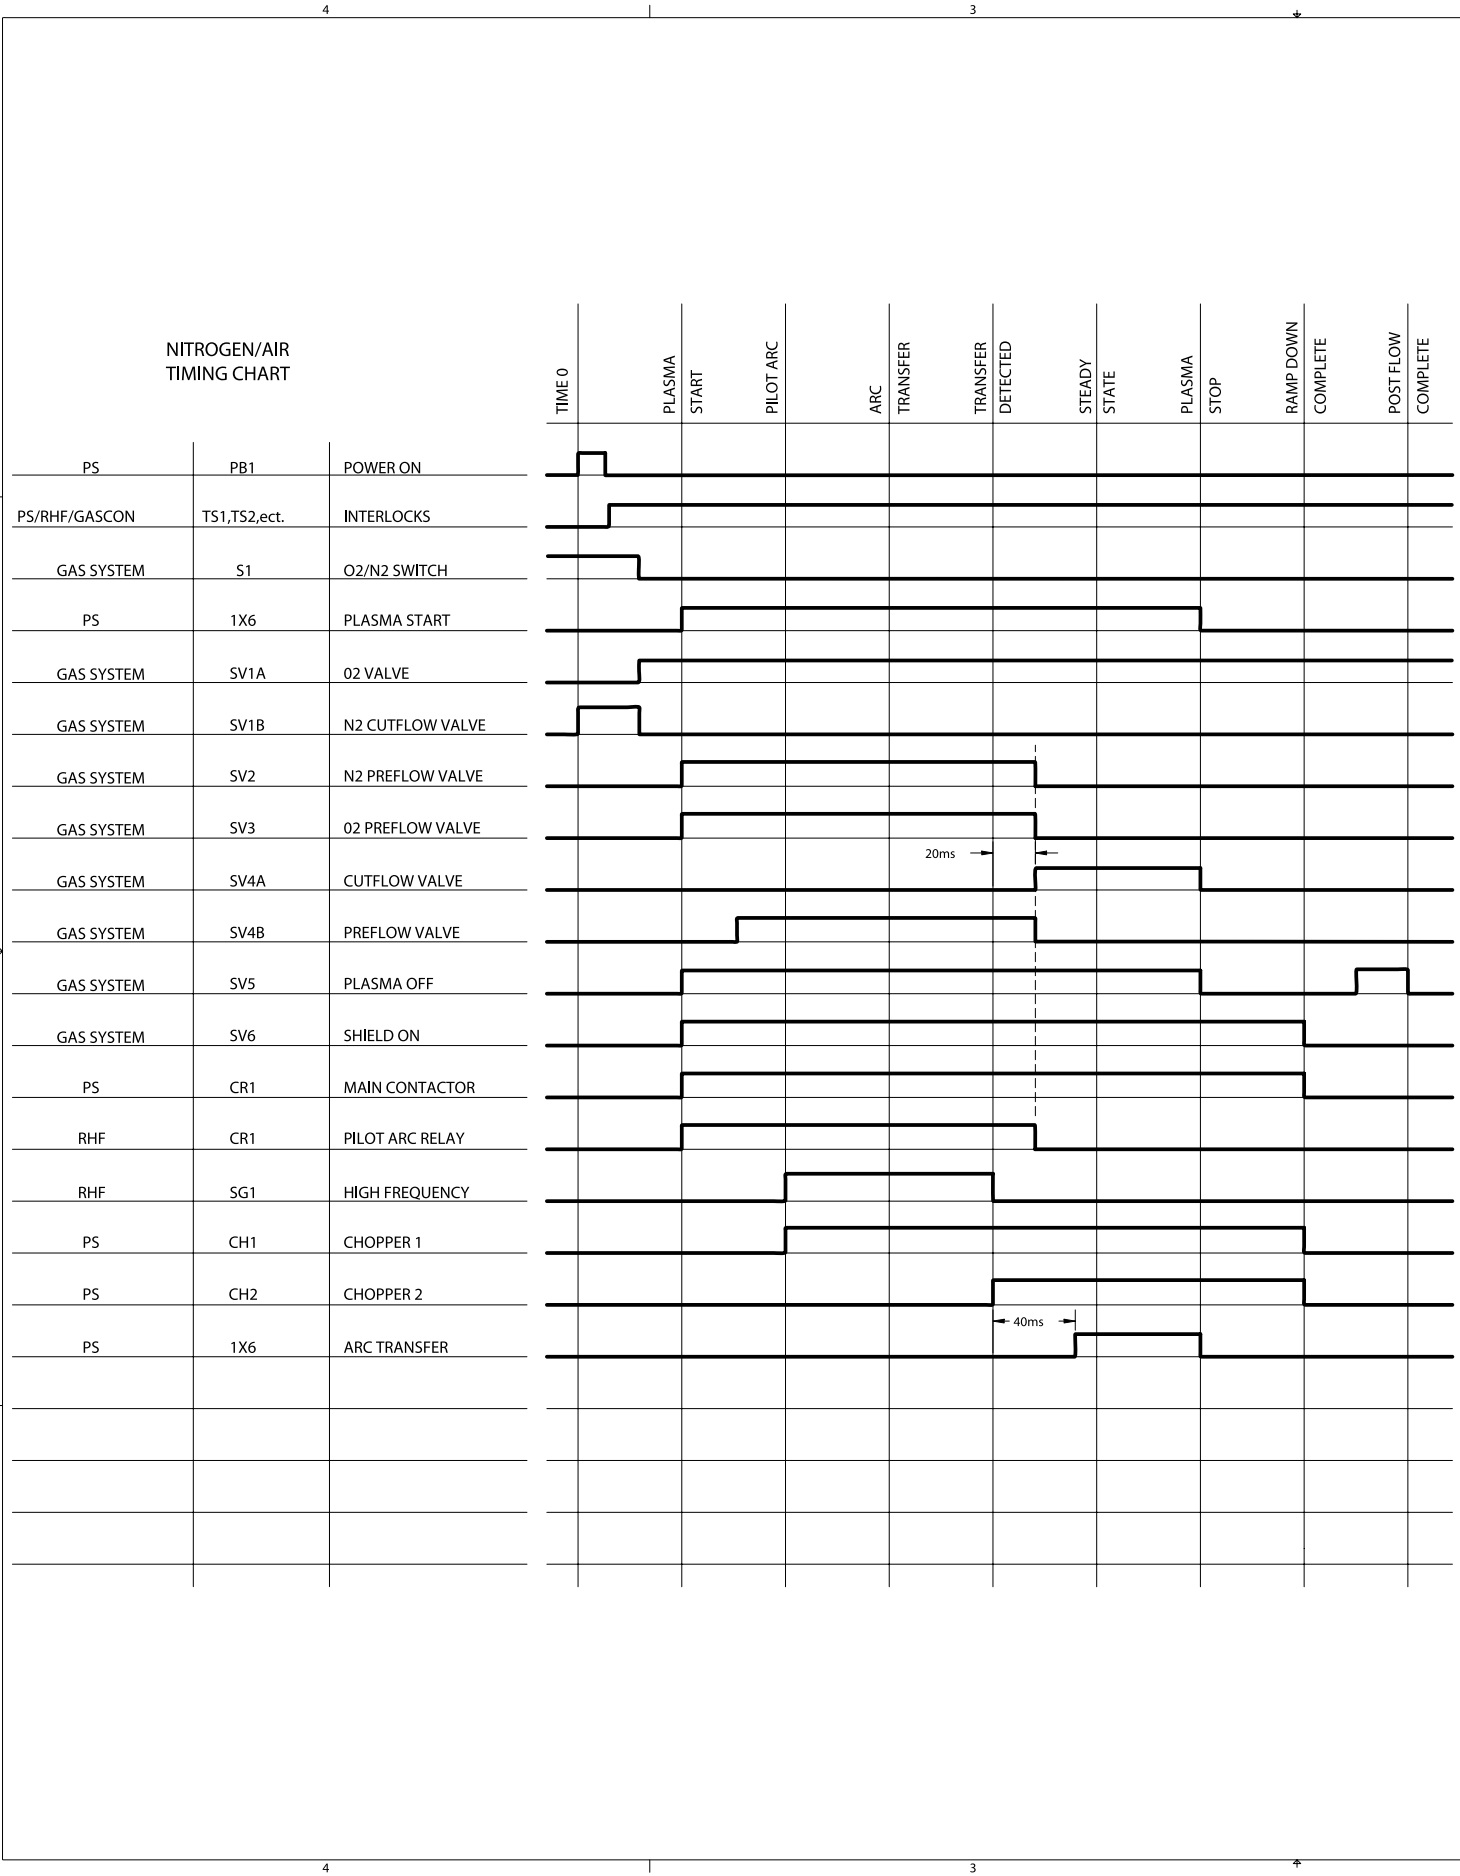 4 3
NITROGEN/AIR
TIMING CHART
TIME 0
PLASMA
START
PILOT ARC
ARC
TRANSFER
TRANSFER
DETECTED
STEADY
STATE
PLASMA
STOP
RAMP DOWN
COMPLETE
POST FLOW
COMPLETE
PS PB1 POWER ON
PS/RHF/GASCON TS1,TS2,ect. INTERLOCKS
GAS SYSTEM S1 O2/N2 SWITCH
PS 1X6 PLASMA START
GAS SYSTEM SV1A 02 VALVE
GAS SYSTEM SV1B N2 CUTFLOW VALVE
GAS SYSTEM SV2 N2 PREFLOW VALVE
GAS SYSTEM SV3 02 PREFLOW VALVE
20ms
GAS SYSTEM SV4A CUTFLOW VALVE
GAS SYSTEM SV4B PREFLOW VALVE
GAS SYSTEM SV5 PLASMA OFF
GAS SYSTEM SV6 SHIELD ON
PS CR1 MAIN CONTACTOR
RHF CR1 PILOT ARC RELAY
RHF SG1 HIGH FREQUENCY
PS CH1 CHOPPER 1
PS CH2 CHOPPER 2
40ms
PS 1X6 ARC TRANSFER
4 3